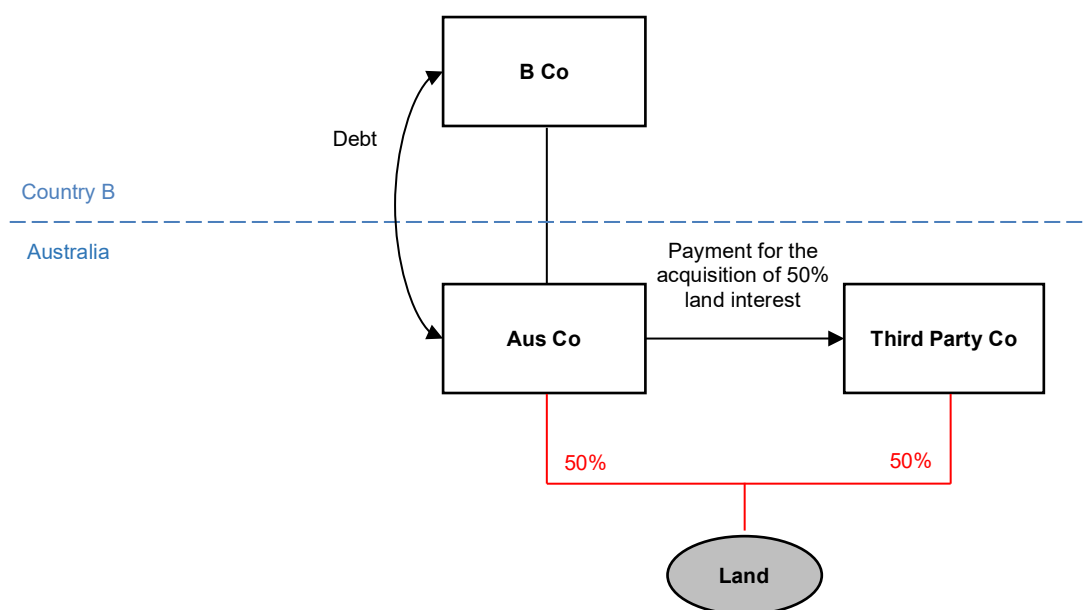 B Co
Debt
Country B
Australia
Payment for the
acquisition of 50%
land interest
Aus Co
Third Party Co
50%
50%
Land